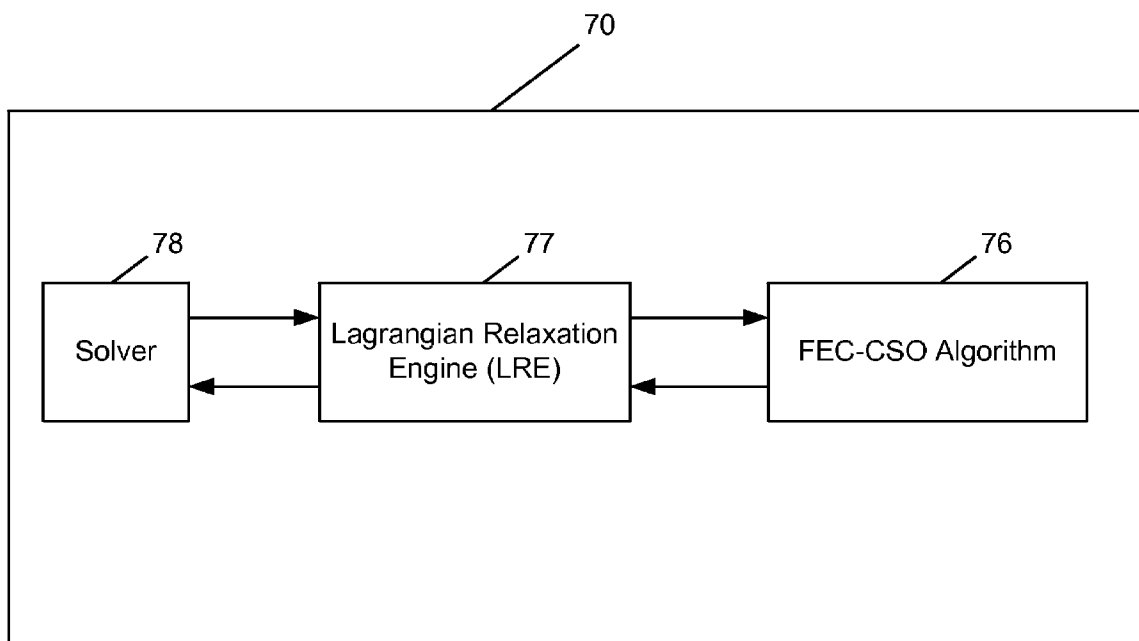 70
78
77
76
Solver
Lagrangian Relaxation
Engine (LRE)
FEC-CSO Algorithm